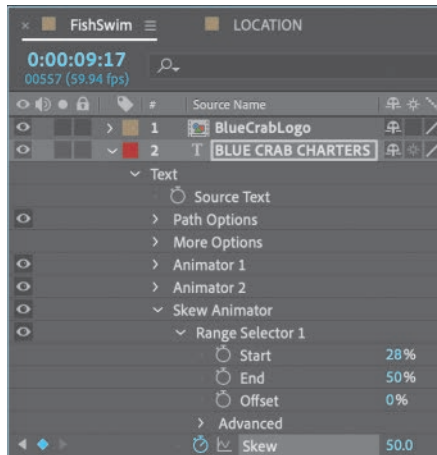 FishSwim LOCATION
0:00:09:17
00557 (59.94 fps)
# Source Name
1 BlueCrabLogo
2 T BLUE CRAB CHARTERS
Text
Source Text
Path Options
More Options
Animator 1
Animator 2
Skew Animator
Range Selector 1
Start 28%
End 50%
Offset 0%
Advanced
Skew 50.0